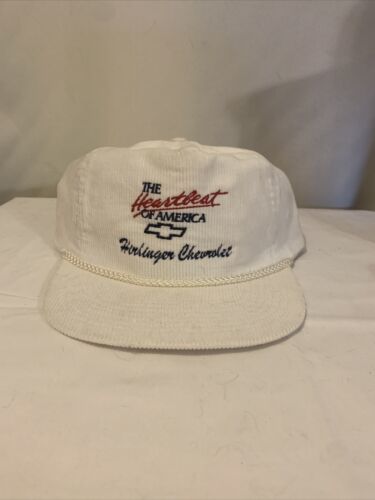 THE
Heartbeat
OF AMERICA
Hirlinger Chevrolet